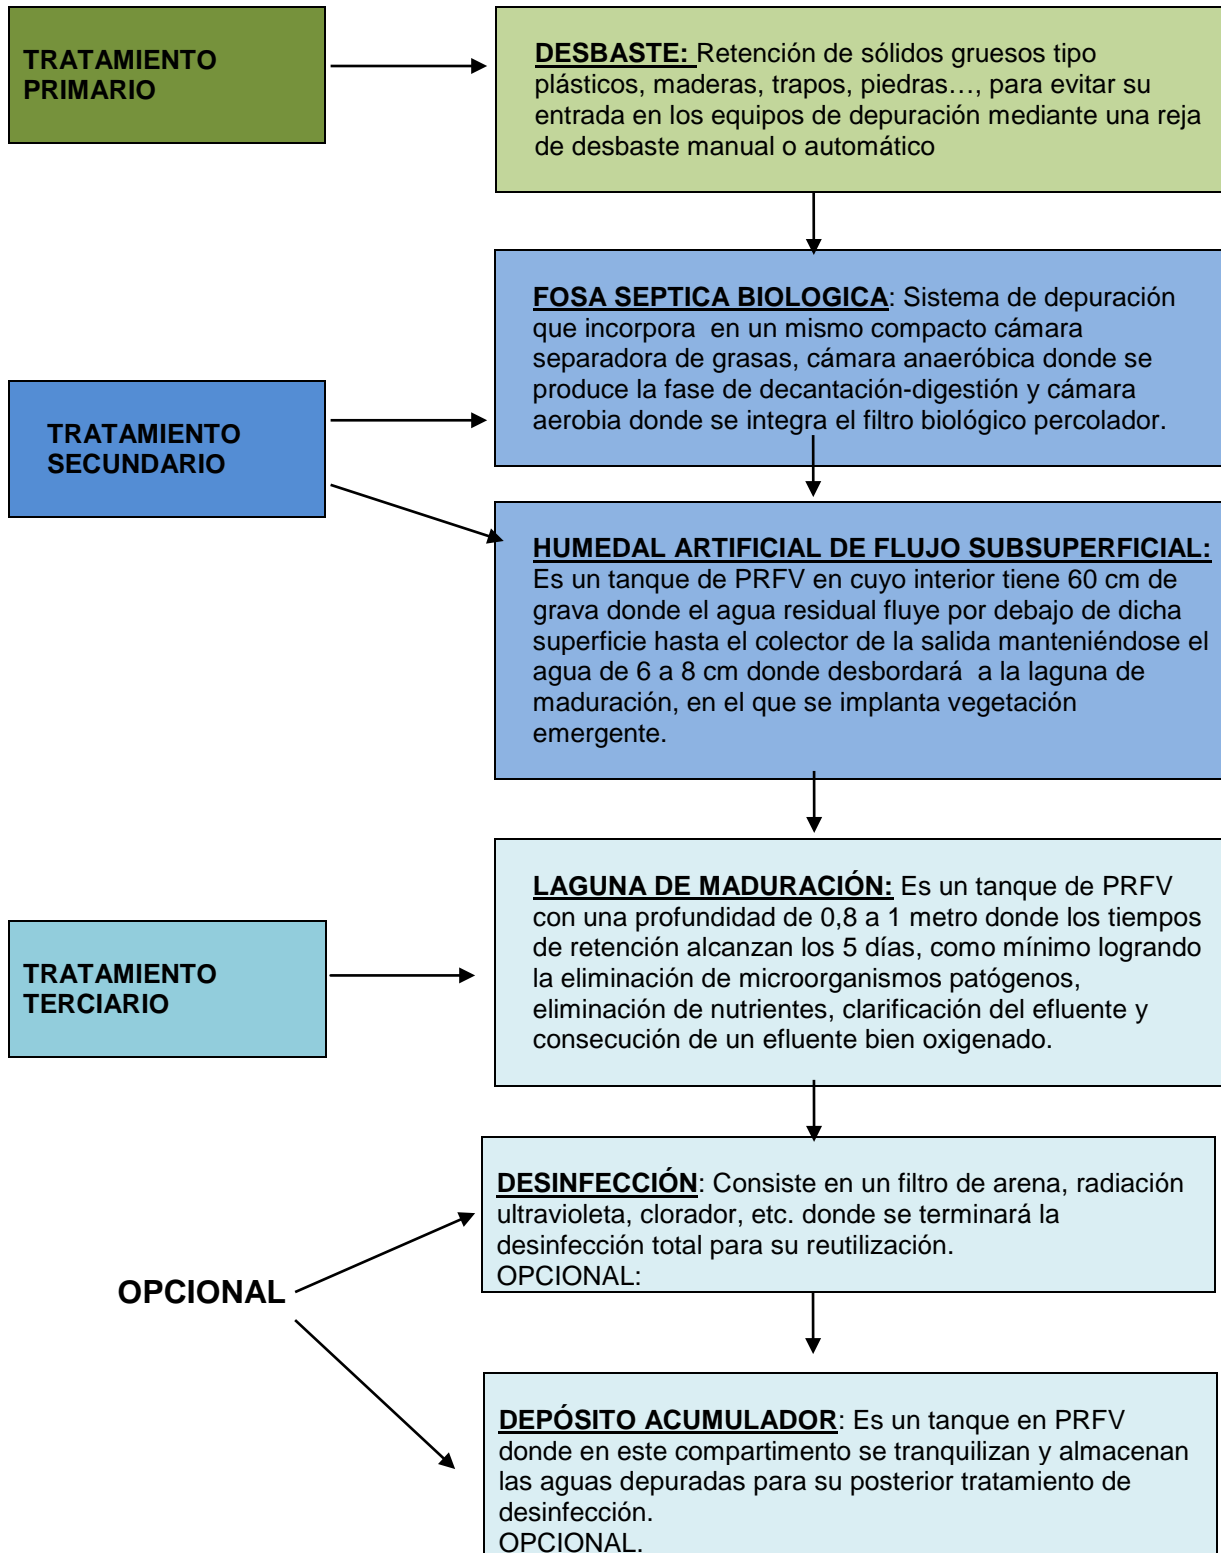 TRATAMIENTO
PRIMARIO
DESBASTE: Retención de sólidos gruesos tipo
plásticos, maderas, trapos, piedras…, para evitar su
entrada en los equipos de depuración mediante una reja
de desbaste manual o automático
FOSA SEPTICA BIOLOGICA: Sistema de depuración
que incorpora  en un mismo compacto cámara
separadora de grasas, cámara anaeróbica donde se
produce la fase de decantación-digestión y cámara
aerobia donde se integra el filtro biológico percolador.
TRATAMIENTO
SECUNDARIO
HUMEDAL ARTIFICIAL DE FLUJO SUBSUPERFICIAL:
Es un tanque de PRFV en cuyo interior tiene 60 cm de
grava donde el agua residual fluye por debajo de dicha
superficie hasta el colector de la salida manteniéndose el
agua de 6 a 8 cm donde desbordará  a la laguna de
maduración, en el que se implanta vegetación
emergente.
LAGUNA DE MADURACIÓN: Es un tanque de PRFV
con una profundidad de 0,8 a 1 metro donde los tiempos
de retención alcanzan los 5 días, como mínimo logrando
la eliminación de microorganismos patógenos,
eliminación de nutrientes, clarificación del efluente y
consecución de un efluente bien oxigenado.
TRATAMIENTO
TERCIARIO
DESINFECCIÓN: Consiste en un filtro de arena, radiación
ultravioleta, clorador, etc. donde se terminará la
desinfección total para su reutilización.
OPCIONAL:
OPCIONAL
DEPÓSITO ACUMULADOR: Es un tanque en PRFV
donde en este compartimento se tranquilizan y almacenan
las aguas depuradas para su posterior tratamiento de
desinfección.
OPCIONAL.